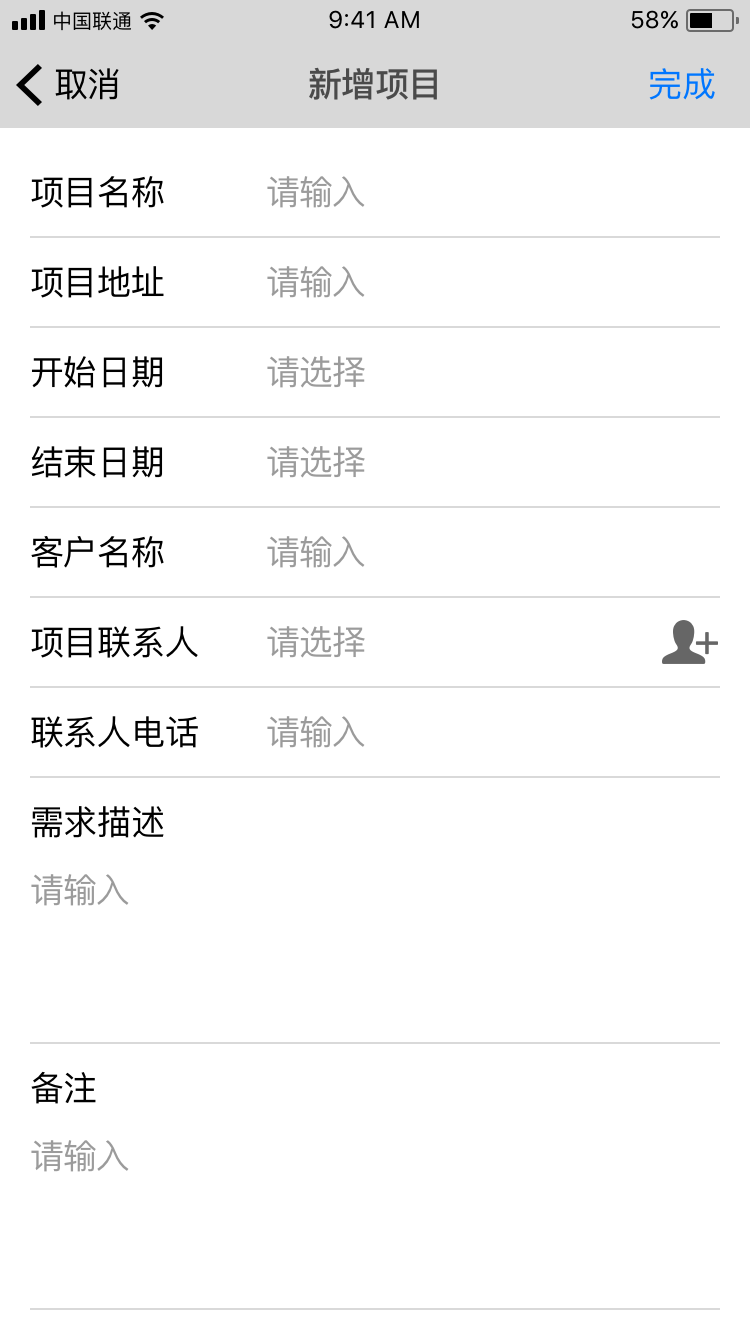 中国联通 9:41 AM 58%
取消 新增项目 完成
项目名称 请输入
项目地址 请输入
开始日期 请选择
结束日期 请选择
客户名称 请输入
项目联系人 请选择
联系人电话 请输入
需求描述
请输入
备注
请输入